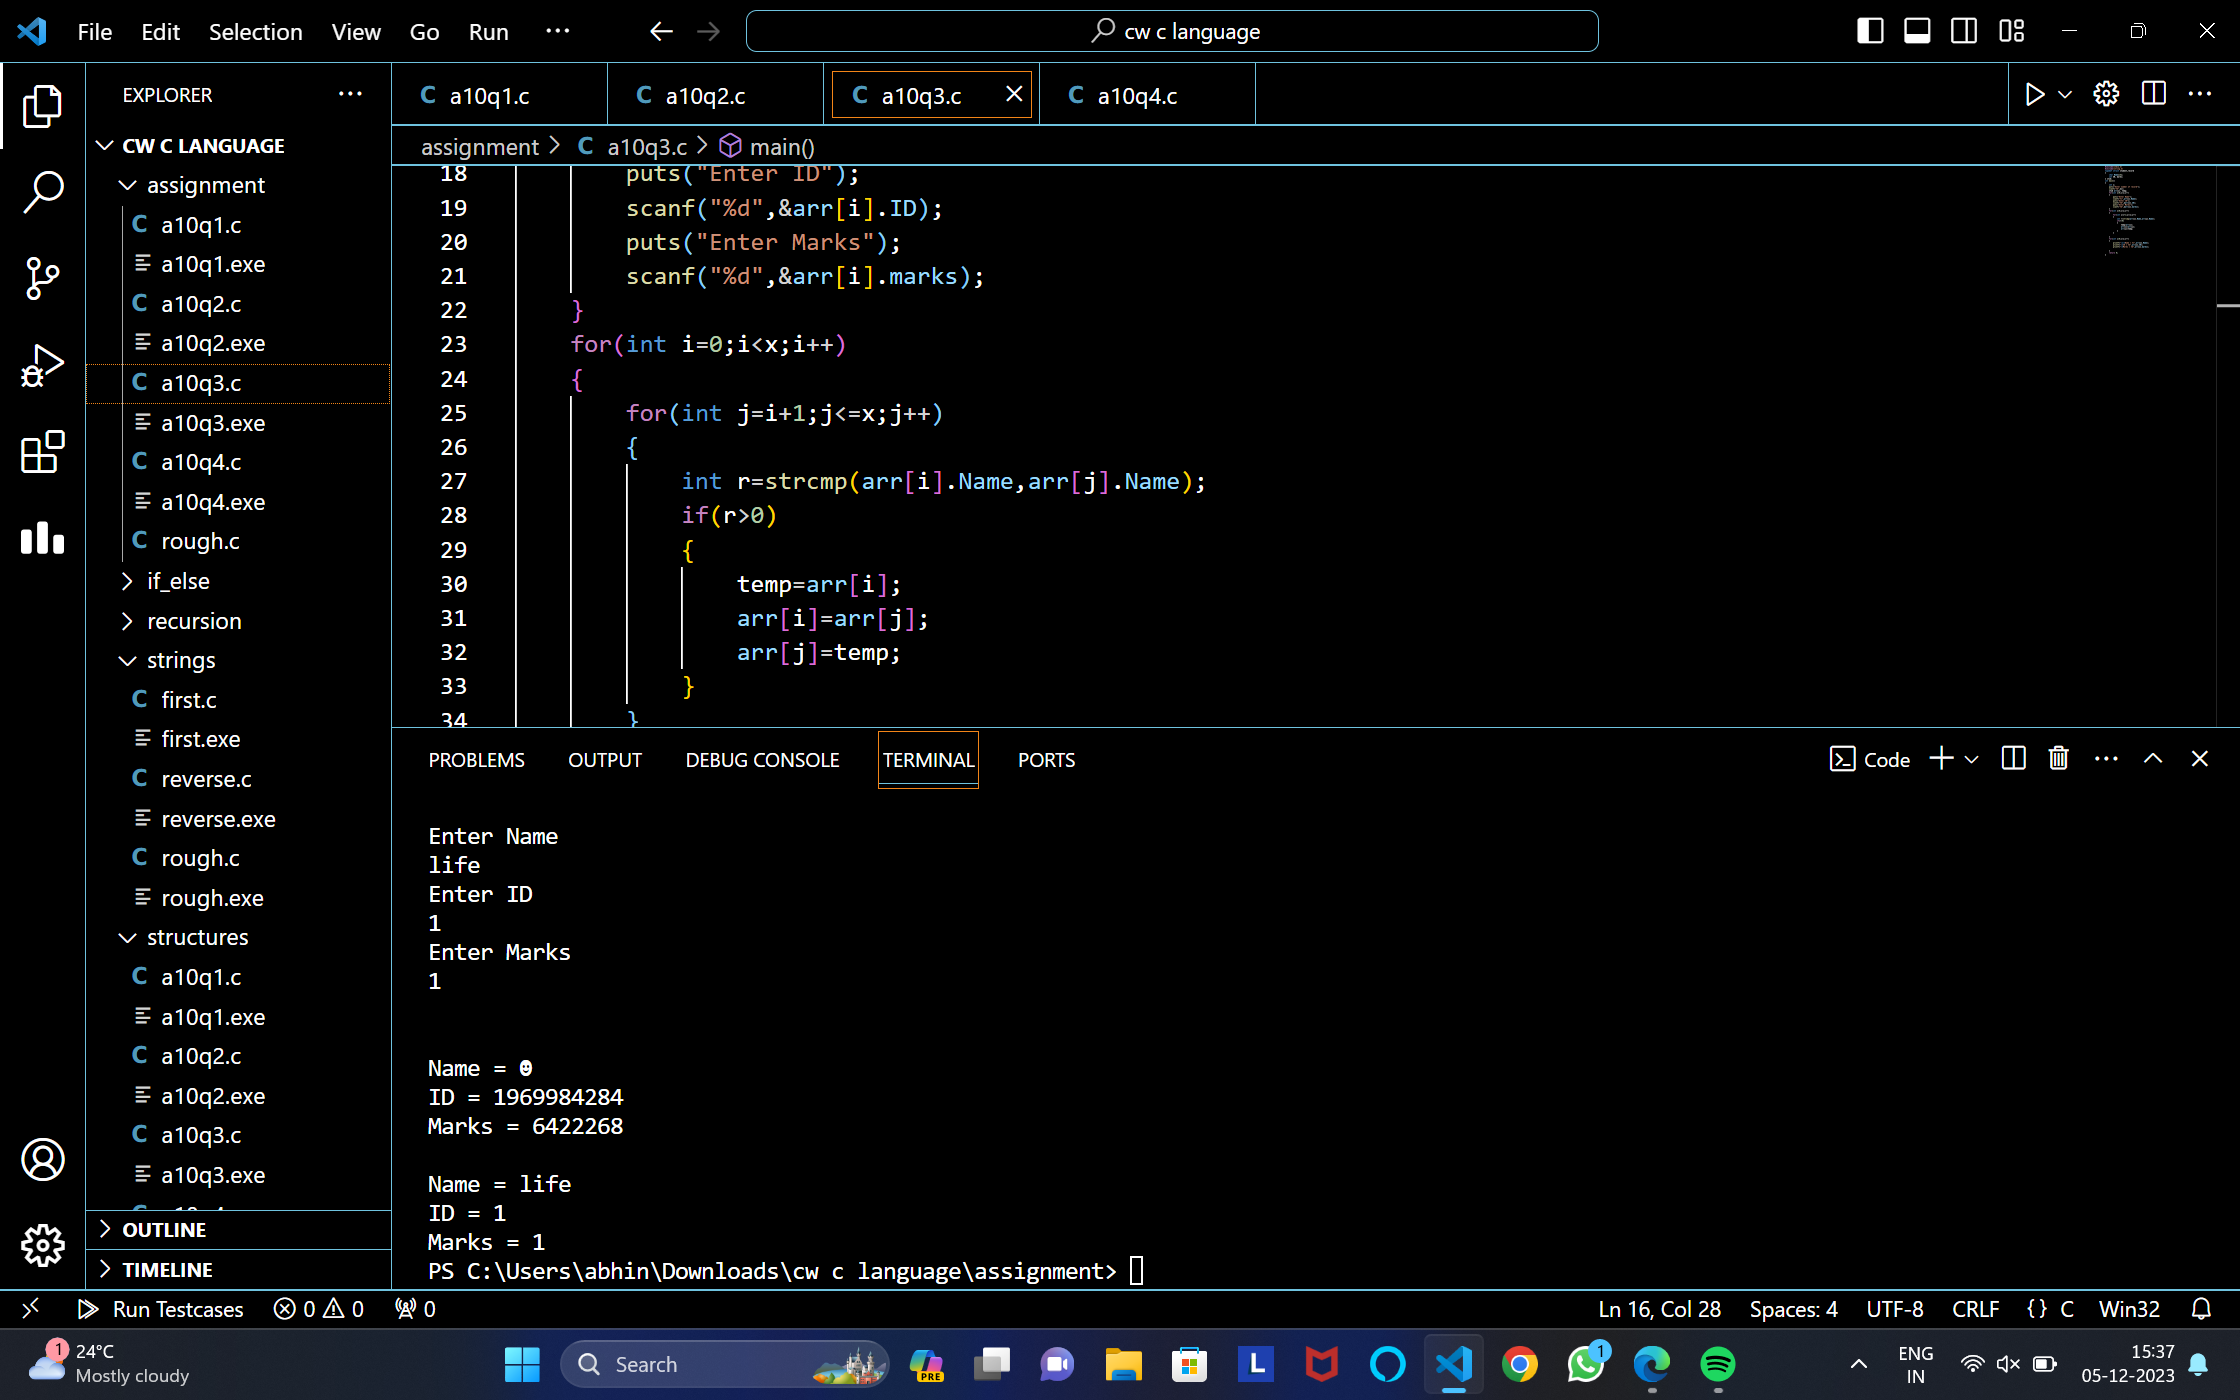 File Edit Selection View Go Run ···
cw c language
EXPLORER ···
CW C LANGUAGE
assignment
C a10q1.c
a10q1.exe
C a10q2.c
a10q2.exe
C a10q3.c
a10q3.exe
C a10q4.c
a10q4.exe
C rough.c
if_else
recursion
strings
C first.c
first.exe
C reverse.c
reverse.exe
C rough.c
rough.exe
structures
C a10q1.c
a10q1.exe
C a10q2.c
a10q2.exe
C a10q3.c
a10q3.exe
OUTLINE
TIMELINE
C a10q1.c C a10q2.c C a10q3.c C a10q4.c
assignment > C a10q3.c > main()
18 puts("Enter ID");
19 scanf("%d",&arr[i].ID);
20 puts("Enter Marks");
21 scanf("%d",&arr[i].marks);
22 }
23 for(int i=0;i<x;i++)
24 {
25 for(int j=i+1;j<=x;j++)
26 {
27 int r=strcmp(arr[i].Name,arr[j].Name);
28 if(r>0)
29 {
30 temp=arr[i];
31 arr[i]=arr[j];
32 arr[j]=temp;
33 }
34 }
PROBLEMS OUTPUT DEBUG CONSOLE TERMINAL PORTS
Code
Enter Name
life
Enter ID
1
Enter Marks
1
Name = ☻
ID = 1969984284
Marks = 6422268
Name = life
ID = 1
Marks = 1
PS C:\Users\abhin\Downloads\cw c language\assignment>
Run Testcases 0 0 0
Ln 16, Col 28 Spaces: 4 UTF-8 CRLF {} C Win32
1
24°C
Mostly cloudy
Search
PRE
L
1
ENG
IN
15:37
05-12-2023